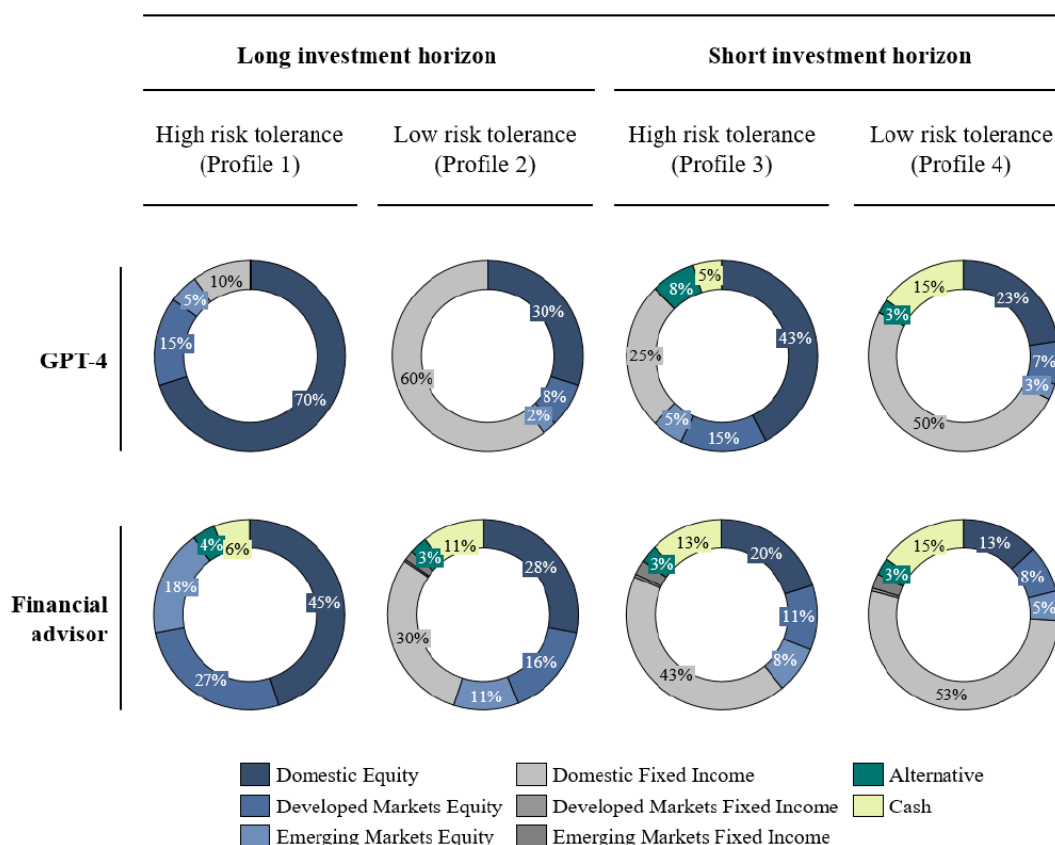 Long investment horizon
Short investment horizon
High risk tolerance
(Profile 1)
Low risk tolerance
(Profile 2)
High risk tolerance
(Profile 3)
Low risk tolerance
(Profile 4)
GPT-4
10%
5%
15%
70%
30%
60%
8%
2%
5%
8%
43%
25%
5%
15%
15%
23%
3%
7%
3%
50%
Financial
advisor
4%
6%
18%
45%
27%
11%
3%
28%
30%
16%
11%
13%
3%
20%
11%
8%
43%
15%
13%
3%
8%
5%
53%
Domestic Equity
Domestic Fixed Income
Alternative
Developed Markets Equity
Developed Markets Fixed Income
Cash
Emerging Markets Equity
Emerging Markets Fixed Income